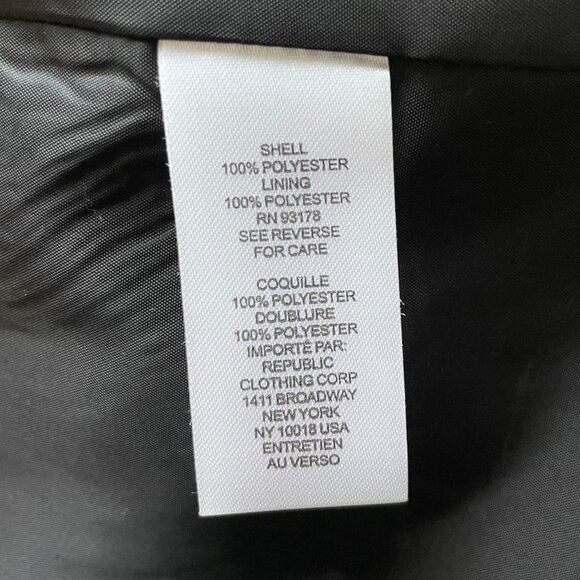 SHELL
100% POLYESTER
LINING
100% POLYESTER
RN 93178
SEE REVERSE
FOR CARE
COQUILLE
100% POLYESTER
DOUBLURE
100% POLYESTER
IMPORTÉ PAR:
REPUBLIC
CLOTHING CORP
1411 BROADWAY
NEW YORK
NY 10018 USA
ENTRETIEN
AU VERSO